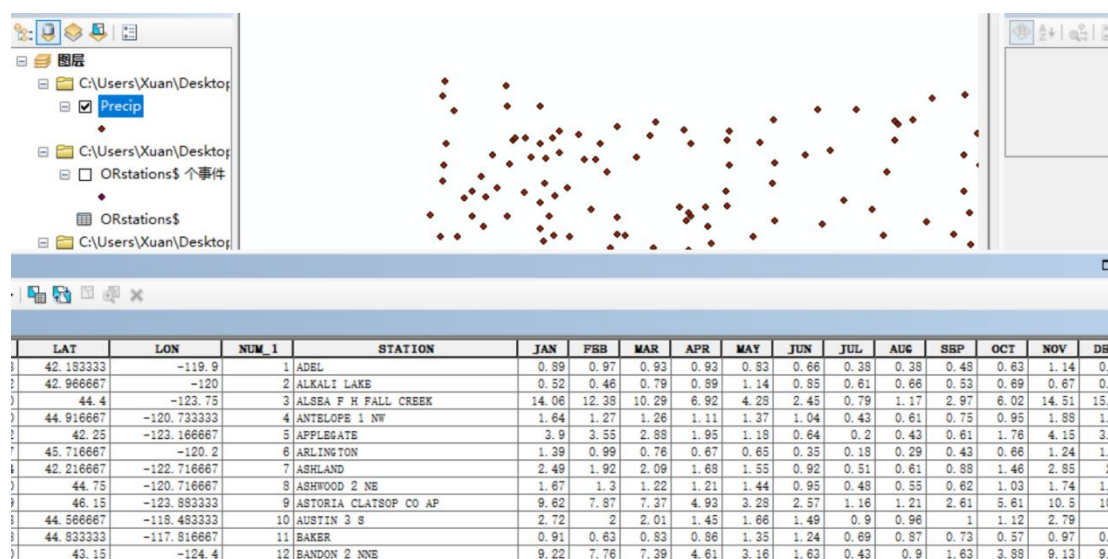 图层
C:\Users\Xuan\Desktop
Precip
C:\Users\Xuan\Desktop
ORstations$ 个事件
ORstations$
C:\Users\Xuan\Desktop
LAT LON NUM_1 STATION JAN FEB MAR APR MAY JUN JUL AUG SEP OCT NOV DE
42.183333 -119.9 1 ADEL 0.89 0.97 0.93 0.93 0.83 0.66 0.38 0.38 0.48 0.63 1.14 0.
42.966667 -120 2 ALKALI LAKE 0.52 0.46 0.79 0.89 1.14 0.85 0.61 0.66 0.53 0.69 0.67 0.
44.4 -123.75 3 ALSEA F H FALL CREEK 14.06 12.38 10.29 6.92 4.28 2.45 0.79 1.17 2.97 6.02 14.51 15.
44.916667 -120.733333 4 ANTELOPE 1 NW 1.64 1.27 1.26 1.11 1.37 1.04 0.43 0.61 0.75 0.95 1.88 1.
42.25 -123.166667 5 APPLEGATE 3.9 3.55 2.88 1.95 1.18 0.64 0.2 0.43 0.61 1.76 4.15 3.
45.716667 -120.2 6 ARLINGTON 1.39 0.99 0.76 0.67 0.65 0.35 0.18 0.29 0.43 0.66 1.24 1.
42.216667 -122.716667 7 ASHLAND 2.49 1.92 2.09 1.68 1.55 0.92 0.51 0.61 0.88 1.46 2.85 2
44.75 -120.716667 8 ASHWOOD 2 NE 1.67 1.3 1.22 1.21 1.44 0.95 0.48 0.55 0.62 1.03 1.74 1.
46.15 -123.883333 9 ASTORIA CLATSOP CO AP 9.62 7.87 7.37 4.93 3.28 2.57 1.16 1.21 2.61 5.61 10.5 10
44.566667 -118.483333 10 AUSTIN 3 S 2.72 2 2.01 1.45 1.66 1.49 0.9 0.96 1 1.12 2.79
44.833333 -117.816667 11 BAKER 0.91 0.63 0.83 0.86 1.35 1.24 0.69 0.87 0.73 0.57 0.97 0.
43.15 -124.4 12 BANDON 2 NNE 9.22 7.76 7.39 4.61 3.16 1.63 0.43 0.9 1.63 3.85 9.13 9.